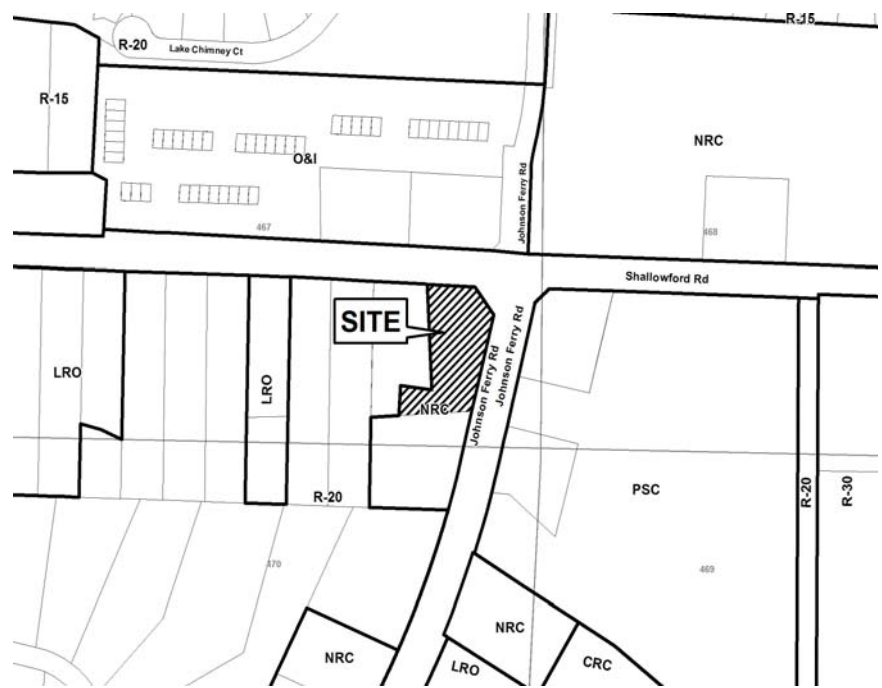 R-15
R-20
Lake Chimney Ct
R-15
NRC
O&I
Johnson Ferry Rd
467
468
Shallowford Rd
SITE
LRO
LRO
NRC
Johnson Ferry Rd
Johnson Ferry Rd
R-20
PSC
R-20
R-30
470
469
NRC
NRC
LRO
CRC